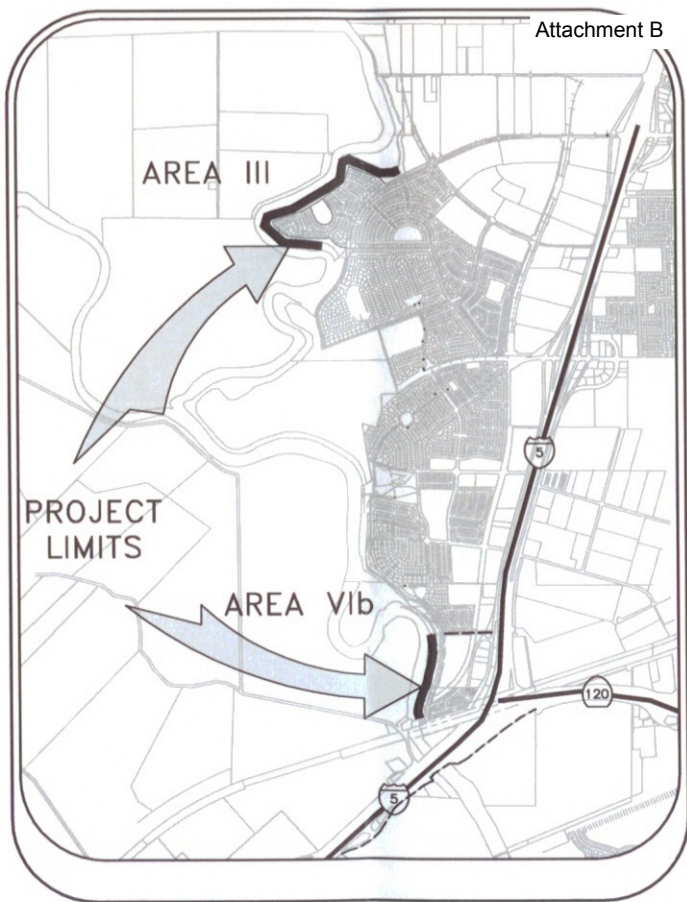 Attachment B
AREA III
5
PROJECT
LIMITS
AREA VIb
120
5